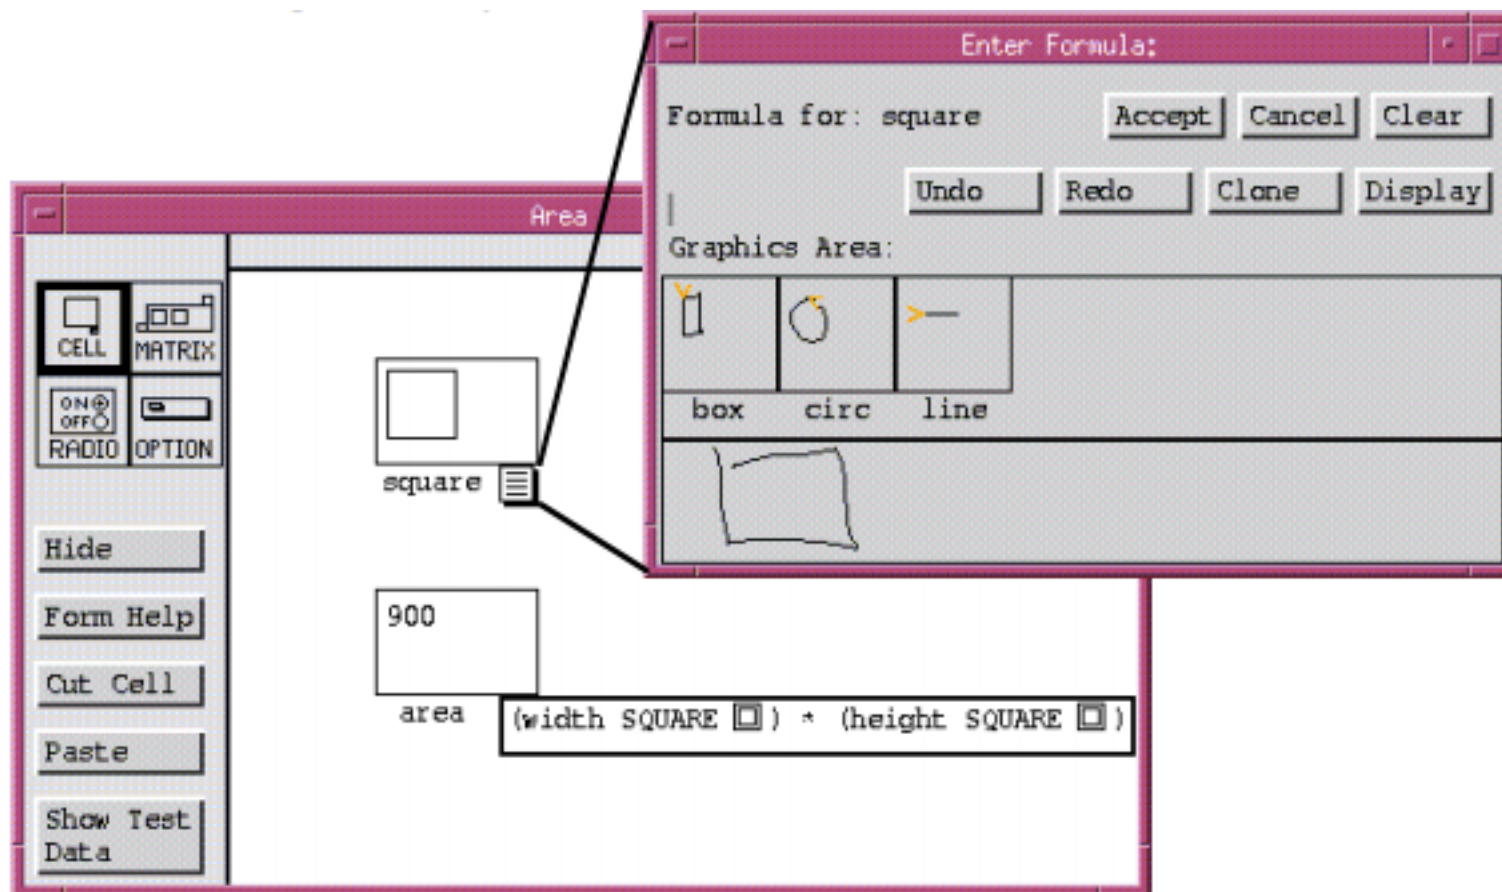 Enter Formula:
Formula for: square
Accept
Cancel
Clear
Undo
Redo
Clone
Display
Graphics Area:
box
circ
line
Area
CELL
MATRIX
ON
OFF
RADIO
OPTION
square
Hide
Form Help
900
Cut Cell
area
(width SQUARE ) * (height SQUARE )
Paste
Show Test
Data